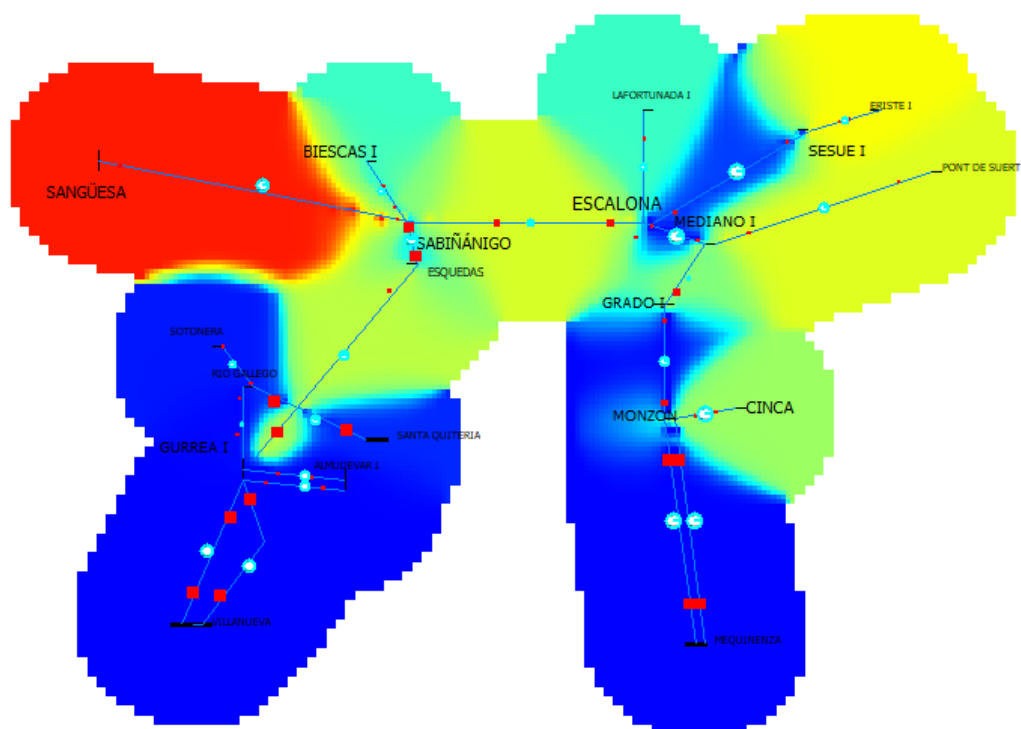 LAFORTUNADA I
ERISTE I
BIESCAS I
SESUE I
PONT DE SUERT
SANGÜESA
ESCALONA
MEDIANO I
SABIÑÁNIGO
ESQUEDAS
GRADO I
SOTONERA
RIO GALLEGO
MONZON
CINCA
SANTA QUITERIA
GURREA I
ALMUDEVAR I
VILLANUEVA
MEQUINENZA